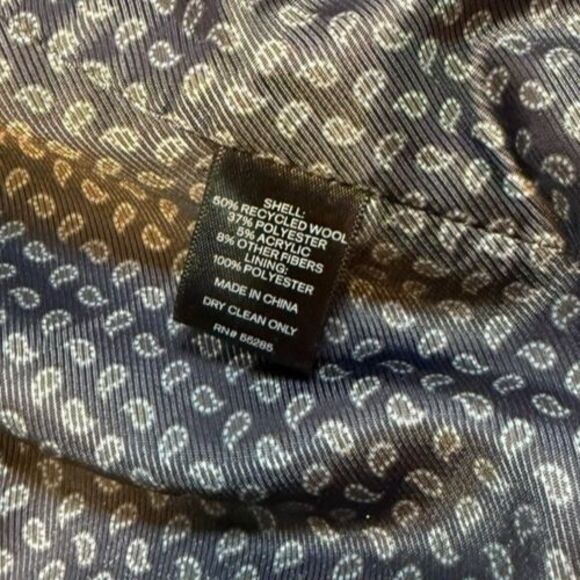 SHELL:
50% RECYCLED WOOL
37% POLYESTER
5% ACRYLIC
8% OTHER FIBERS
LINING:
100% POLYESTER
MADE IN CHINA
DRY CLEAN ONLY
RN# 55285